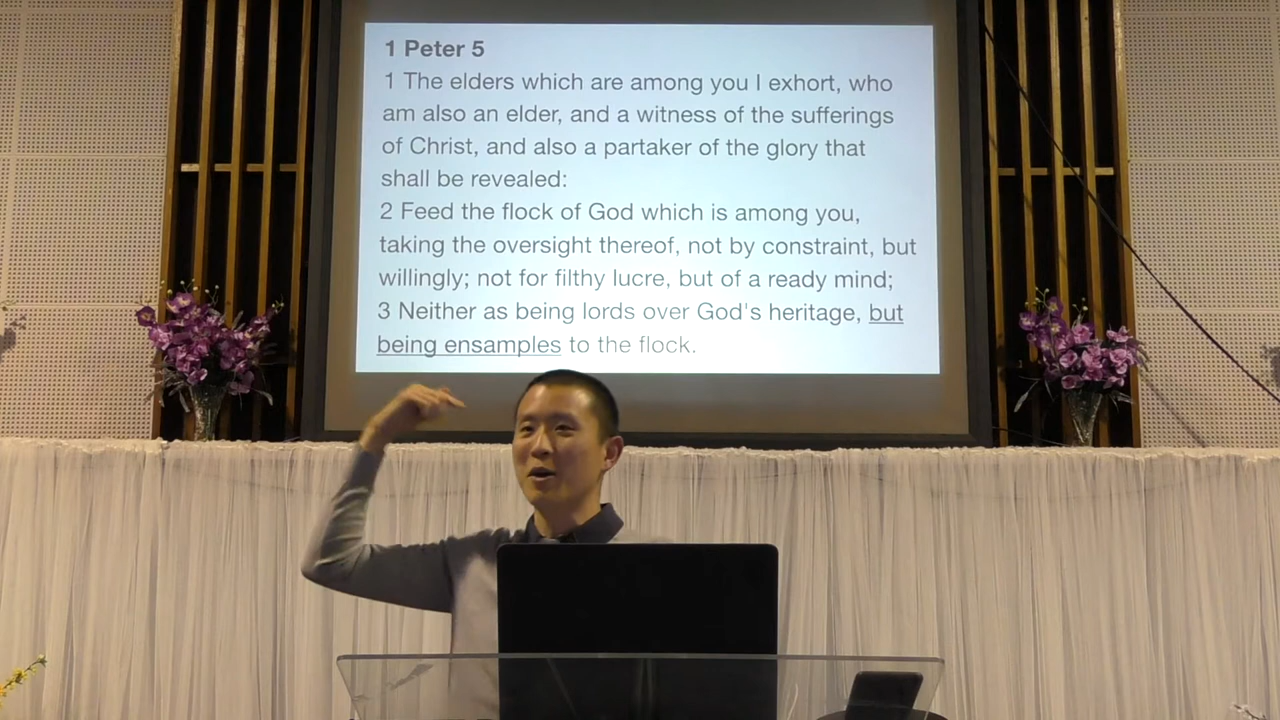 1 Peter 5
1 The elders which are among you I exhort, who
am also an elder, and a witness of the sufferings
of Christ, and also a partaker of the glory that
shall be revealed:
2 Feed the flock of God which is among you,
taking the oversight thereof, not by constraint, but
willingly; not for filthy lucre, but of a ready mind;
3 Neither as being lords over God's heritage, but
being ensamples to the flock.